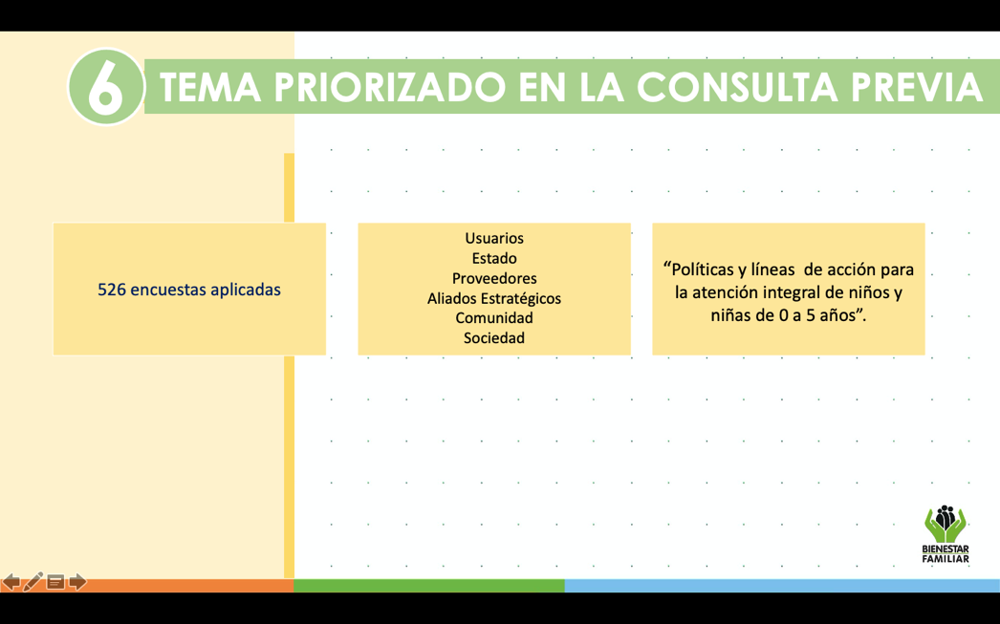 6
TEMA PRIORIZADO EN LA CONSULTA PREVIA
526 encuestas aplicadas
Usuarios
Estado
Proveedores
Aliados Estratégicos
Comunidad
Sociedad
“Políticas y líneas  de acción para
la atención integral de niños y
niñas de 0 a 5 años”.
BIENESTAR
FAMILIAR